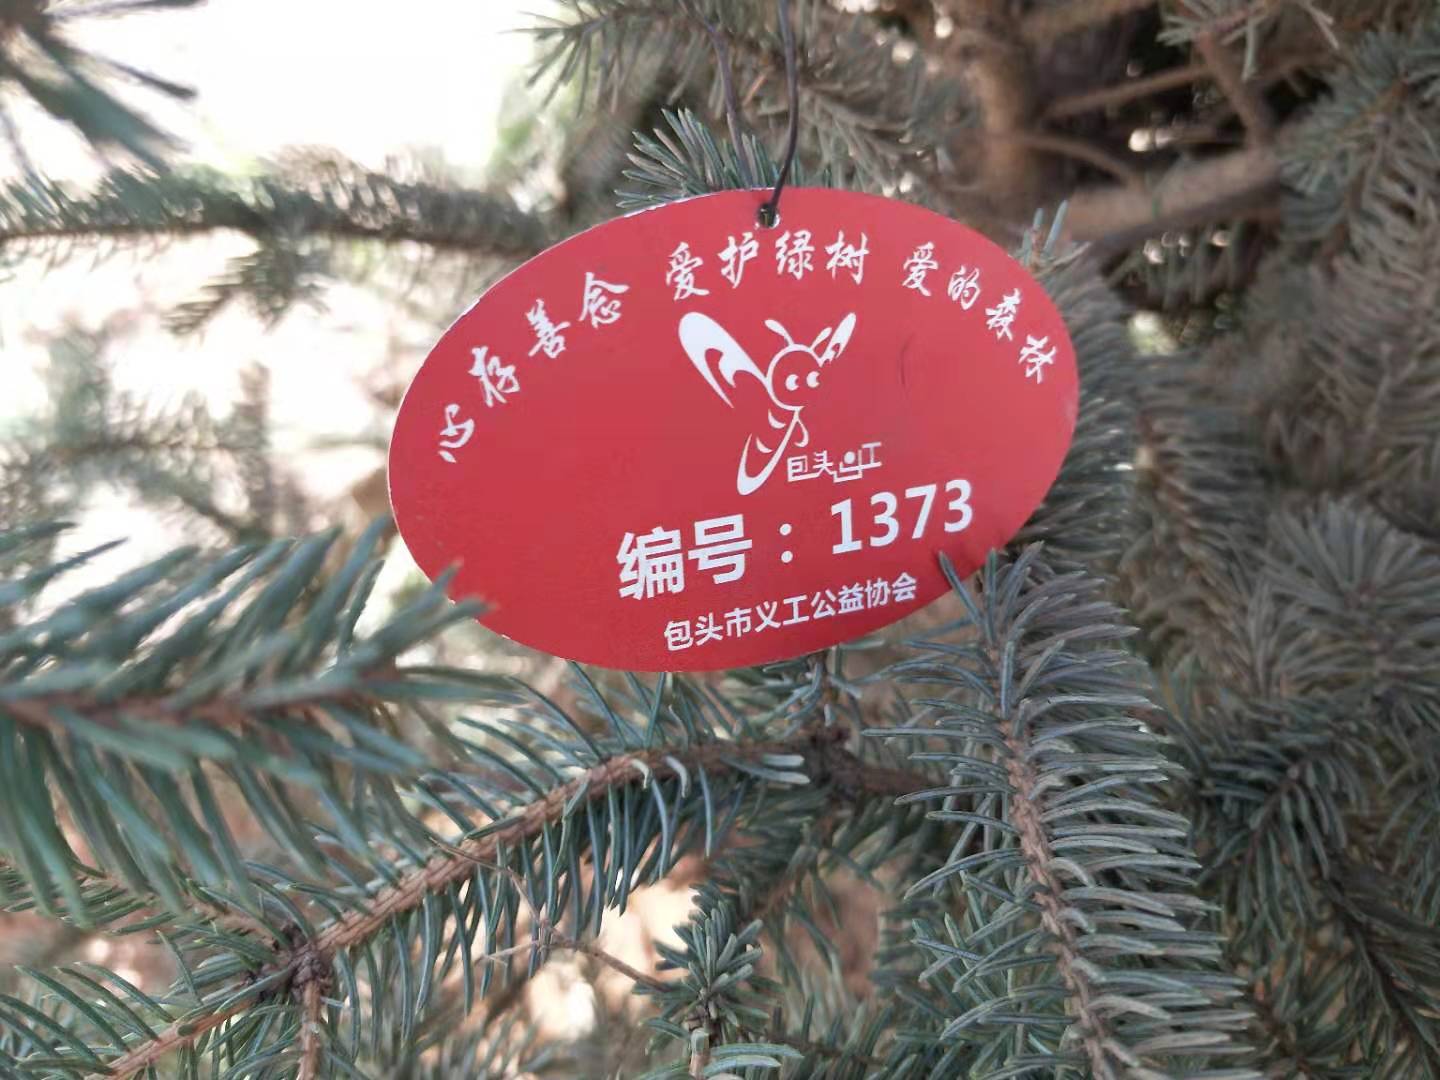 心存善念 爱护绿树 爱的森林
包头义工
编号：1373
包头市义工公益协会